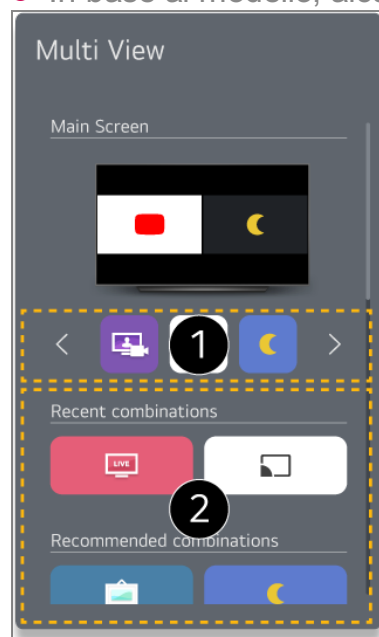 Multi View
Main Screen
1
Recent combinations
LIVE
2
Recommended combinations